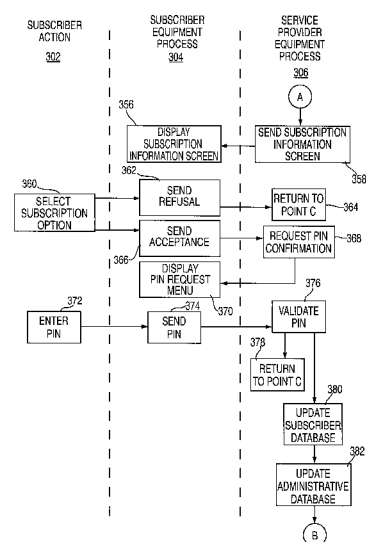 SUBSCRIBER
ACTION
302
SUBSCRIBER
EQUIPMENT
PROCESS
304
SERVICE
PROVIDER
EQUIPMENT
PROCESS
306
A
356
DISPLAY
SUBSCRIPTION
INFORMATION SCREEN
SEND SUBSCRIPTION
INFORMATION
SCREEN
358
360
SELECT
SUBSCRIPTION
OPTION
362
SEND
REFUSAL
RETURN TO
POINT C
364
SEND
ACCEPTANCE
366
REQUEST PIN
CONFIRMATION
368
DISPLAY
PIN REQUEST
MENU
370
372
ENTER
PIN
374
SEND
PIN
376
VALIDATE
PIN
378
RETURN
TO POINT C
380
UPDATE
SUBSCRIBER
DATABASE
382
UPDATE
ADMINISTRATIVE
DATABASE
B